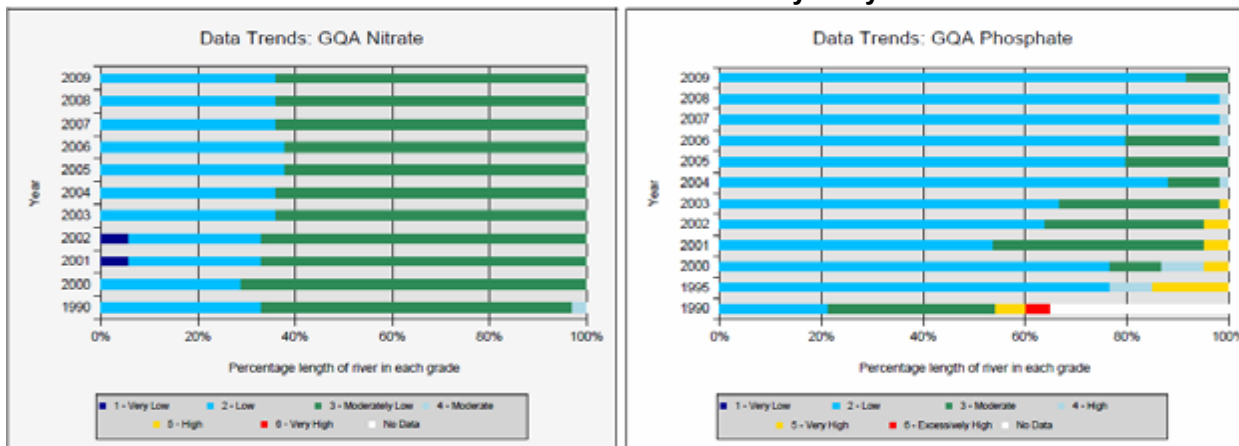 Data Trends: GQA Nitrate
Year
2009
2008
2007
2006
2005
2004
2003
2002
2001
2000
1990
0% 20% 40% 60% 80% 100%
Percentage length of river in each grade
1 - Very Low 2 - Low 3 - Moderately Low 4 - Moderate
5 - High 6 - Very High No Data
Data Trends: GQA Phosphate
Year
2009
2008
2007
2006
2005
2004
2003
2002
2001
2000
1995
1990
0% 20% 40% 60% 80% 100%
Percentage length of river in each grade
1 - Very Low 2 - Low 3 - Moderate 4 - High
5 - Very High 6 - Excessively High No Data